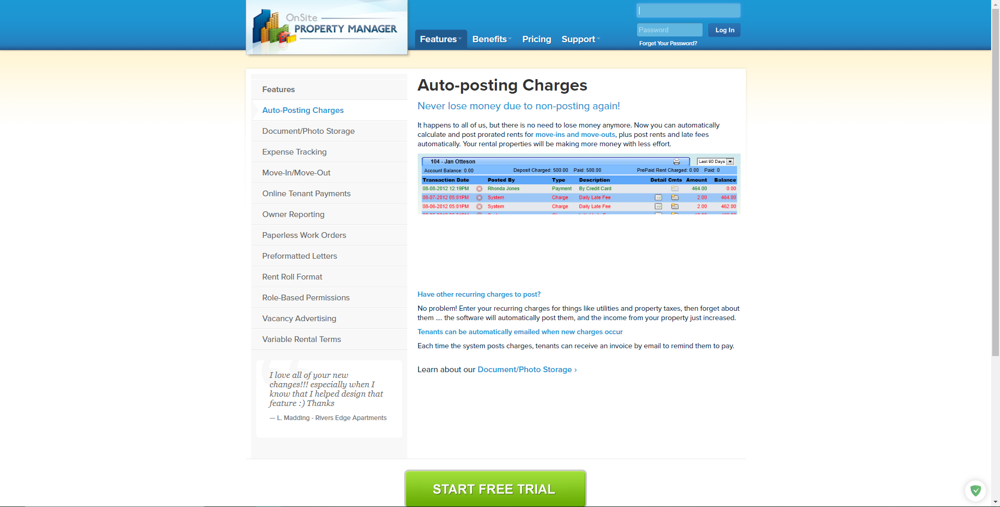 OnSite
PROPERTY MANAGER
Features
Benefits
Pricing
Support
Password
Log In
Forget Your Password?
Features
Auto-Posting Charges
Document/Photo Storage
Expense Tracking
Move-In/Move-Out
Online Tenant Payments
Owner Reporting
Paperless Work Orders
Preformatted Letters
Rent Roll Format
Role-Based Permissions
Vacancy Advertising
Variable Rental Terms
I love all of your new
changes!!! especially when I
know that I helped design that
feature :) Thanks
— L. Madding - Rivers Edge Apartments
Auto-posting Charges
Never lose money due to non-posting again!
It happens to all of us, but there is no need to lose money anymore. Now you can automatically
calculate and post prorated rents for move-ins and move-outs, plus post rents and late fees
automatically. Your rental properties will be making more money with less effort.
104 - Jan Otteson Last 90 Days
Account Balance: 0.00 Deposit Charged: 500.00 Paid: 500.00 PrePaid Rent Charged: 0.00 Paid: 0
Transaction Date Posted By Type Description Detail Cmts Amount Balance
08-08-2012 12:19PM Rhonda Jones Payment By Credit Card 464.00 0.00
08-07-2012 05:01PM System Charge Daily Late Fee 2.00 464.00
08-06-2012 05:01PM System Charge Daily Late Fee 2.00 462.00
Have other recurring charges to post?
No problem! Enter your recurring charges for things like utilities and property taxes, then forget about
them .... the software will automatically post them, and the income from your property just increased.
Tenants can be automatically emailed when new charges occur
Each time the system posts charges, tenants can receive an invoice by email to remind them to pay.
Learn about our Document/Photo Storage ›
START FREE TRIAL